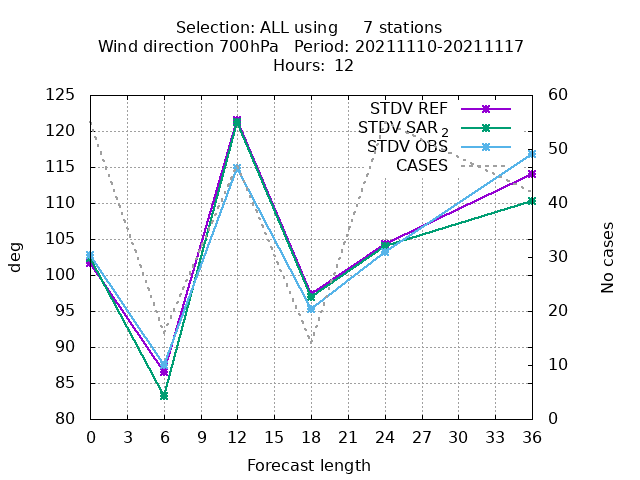 Selection: ALL using 7 stations
Wind direction 700hPa Period: 20211110-20211117
Hours: 12
STDV REF
STDV SAR 2
STDV OBS
CASES
125
120
115
110
105
100
95
90
85
80
60
50
40
30
20
10
0
deg
No cases
0 3 6 9 12 15 18 21 24 27 30 33 36
Forecast length